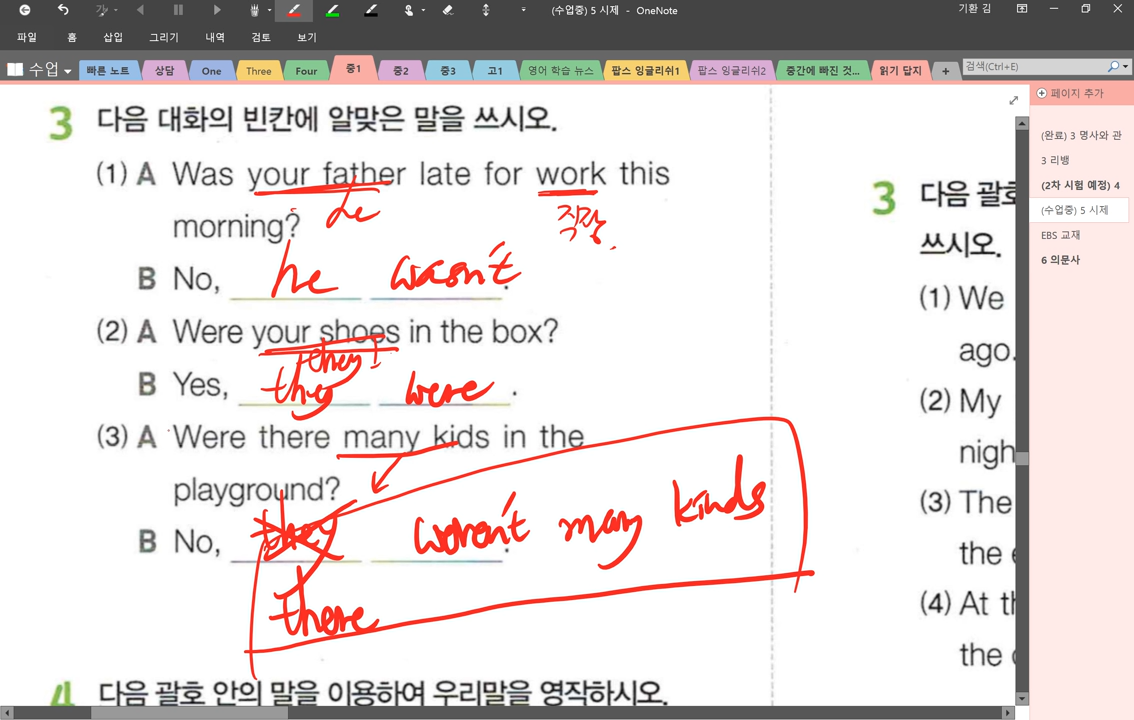 (수업중) 5 시제 - OneNote
기환 김
파일 홈 삽입 그리기 내역 검토 보기
수업 빠른 노트 상담 One Three Four 중1 중2 중3 고1 영어 학습 뉴스 팝스 잉글리쉬1 팝스 잉글리쉬2 중간에 빠진 것... 읽기 답지 + 검색(Ctrl+E)
페이지 추가
(완료) 3 명사와 관
3 리뱅
(2차 시험 예정) 4
(수업중) 5 시제
EBS 교재
6 의문사
3 다음 대화의 빈칸에 알맞은 말을 쓰시오.
(1) A Was your father late for work this
he 직장
morning?
B No, he wasn't.
(2) A Were your shoes in the box?
they
B Yes, they were.
(3) A Were there many kids in the
playground?
B No, they weren't many kinds.
there
4 다음 괄호 안의 말을 이용하여 우리말을 영작하시오.
3 다음 괄호
쓰시오.
(1) We
ago.
(2) My
nigh
(3) The
the
(4) At th
the